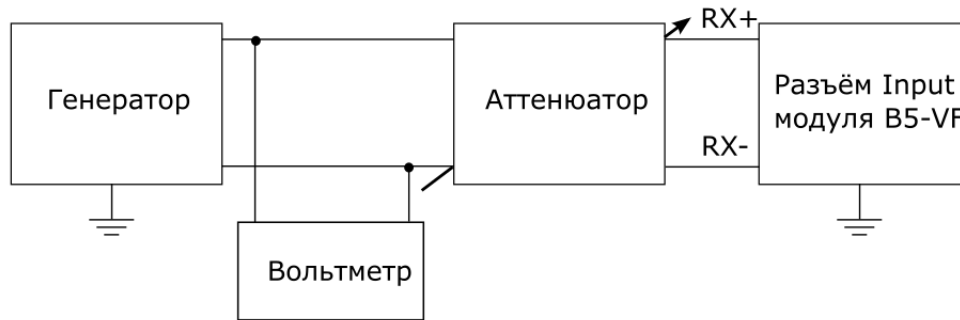 Генератор
Аттенюатор
RX+
RX-
Разъём Input
модуля B5-VF
Вольтметр